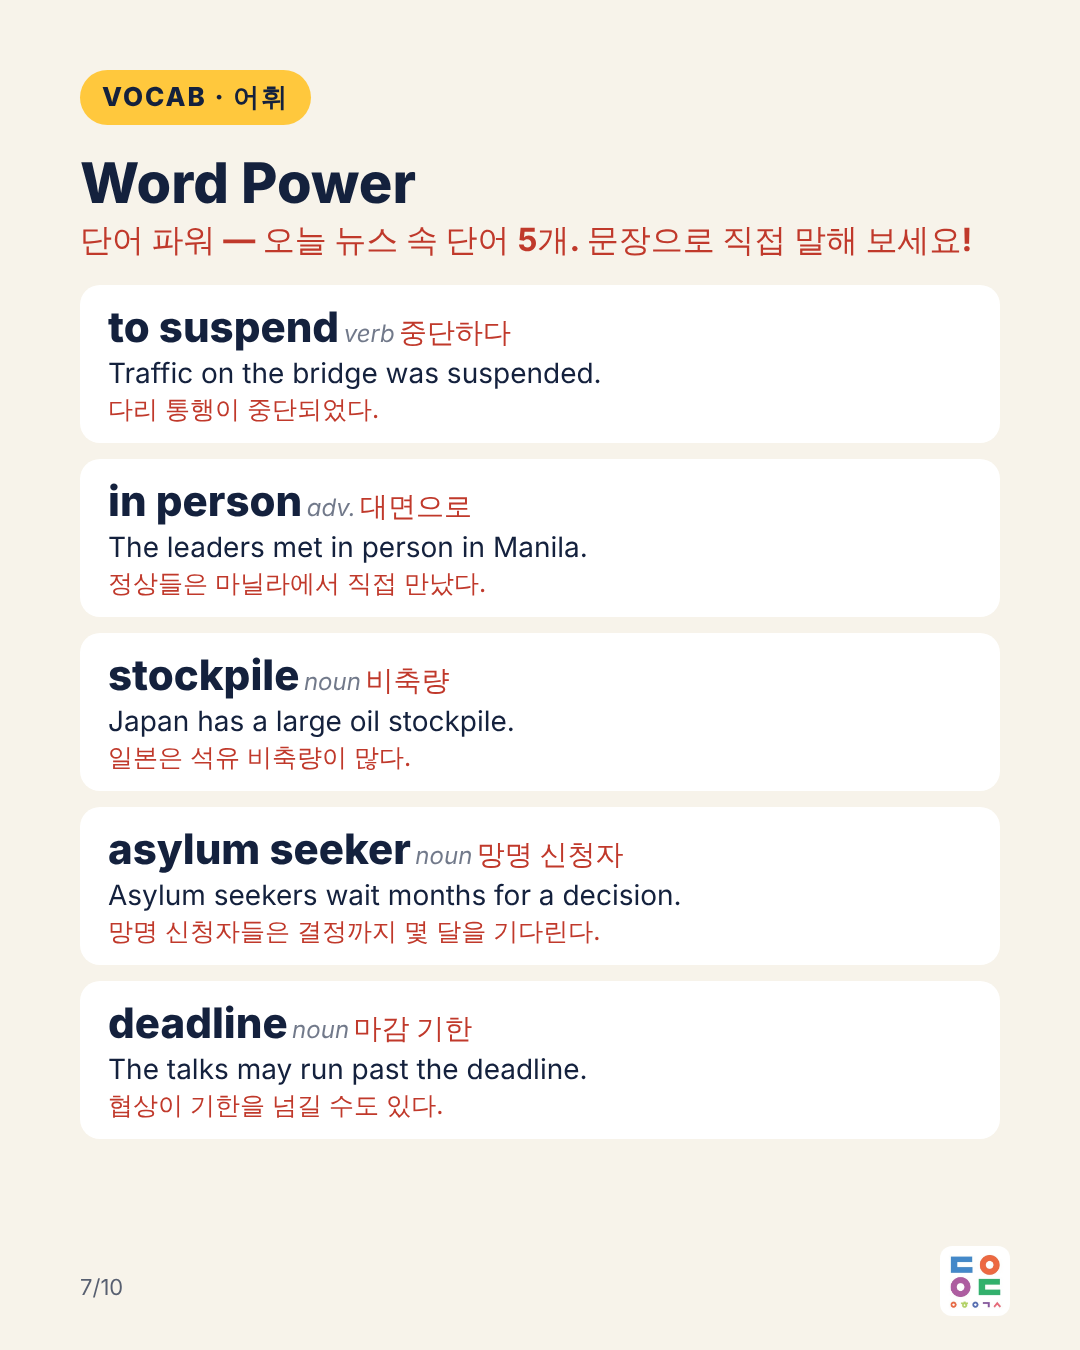 VOCAB · 어휘
Word Power
단어 파워 — 오늘 뉴스 속 단어 5개. 문장으로 직접 말해 보세요!
to suspend verb 중단하다
Traffic on the bridge was suspended.
다리 통행이 중단되었다.
in person adv. 대면으로
The leaders met in person in Manila.
정상들은 마닐라에서 직접 만났다.
stockpile noun 비축량
Japan has a large oil stockpile.
일본은 석유 비축량이 많다.
asylum seeker noun 망명 신청자
Asylum seekers wait months for a decision.
망명 신청자들은 결정까지 몇 달을 기다린다.
deadline noun 마감 기한
The talks may run past the deadline.
협상이 기한을 넘길 수도 있다.
7/10